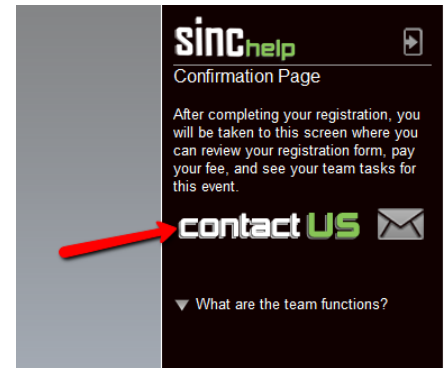 sinc help
Confirmation Page
After completing your registration, you
will be taken to this screen where you
can review your registration form, pay
your fee, and see your team tasks for
this event.
contact US
What are the team functions?